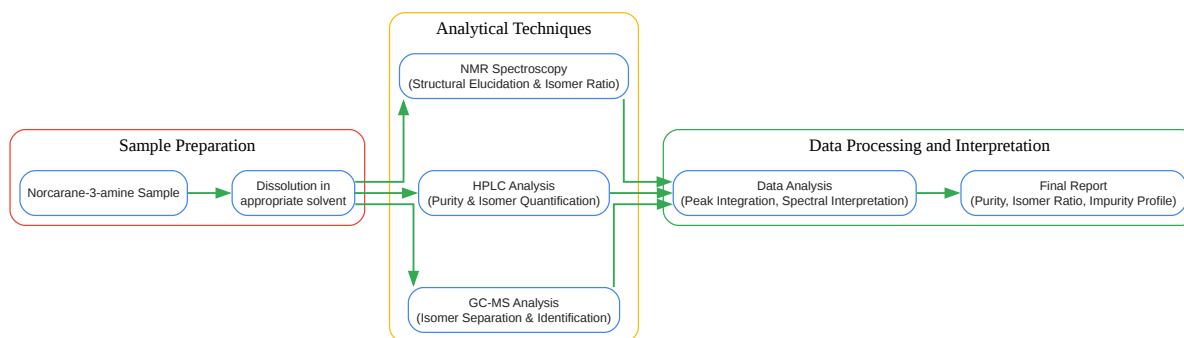 Sample Preparation
Norcarane-3-amine Sample
Dissolution in
appropriate solvent
Analytical Techniques
NMR Spectroscopy
(Structural Elucidation & Isomer Ratio)
HPLC Analysis
(Purity & Isomer Quantification)
GC-MS Analysis
(Isomer Separation & Identification)
Data Processing and Interpretation
Data Analysis
(Peak Integration, Spectral Interpretation)
Final Report
(Purity, Isomer Ratio, Impurity Profile)